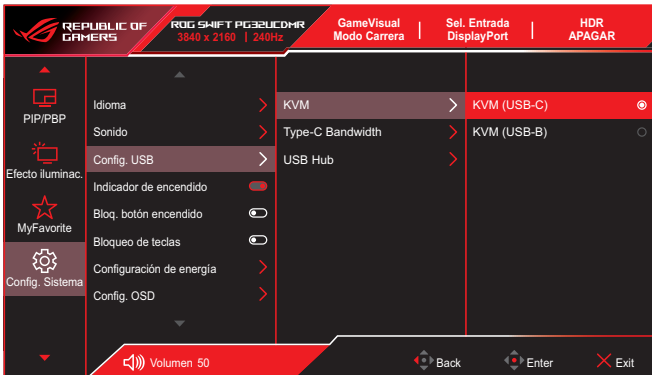 REPUBLIC OF GAMERS
ROG SWIFT PG32UCDMR
3840 x 2160 | 240Hz
GameVisual
Modo Carrera
Sel. Entrada
DisplayPort
HDR
APAGAR
PIP/PBP
Efecto iluminac.
MyFavorite
Config. Sistema
Idioma
Sonido
Config. USB
Indicador de encendido
Bloq. botón encendido
Bloqueo de teclas
Configuración de energía
Config. OSD
KVM
Type-C Bandwidth
USB Hub
KVM (USB-C)
KVM (USB-B)
Volumen 50
Back
Enter
Exit